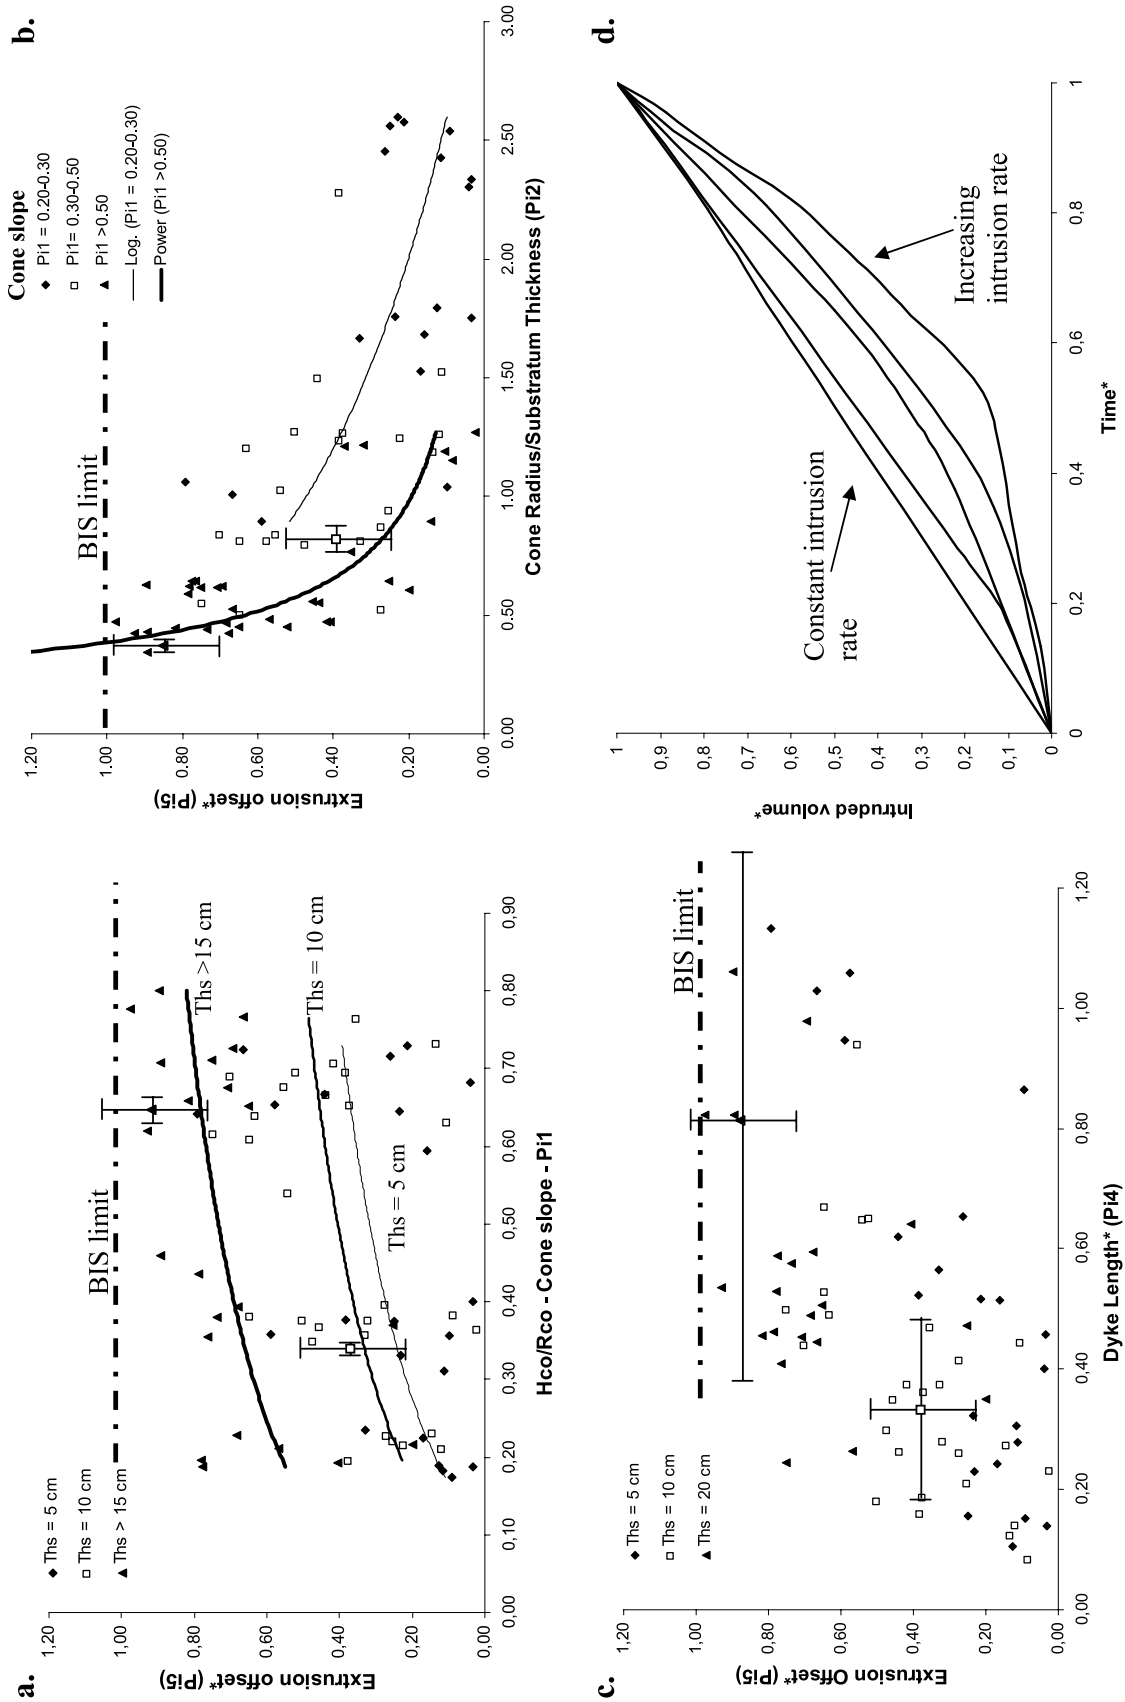 a.
Ths = 5 cm
Ths = 10 cm
Ths > 15 cm
BIS limit
Ths >15 cm
Ths = 10 cm
Ths = 5 cm
1,20
1,00
0,80
0,60
0,40
0,20
0,00
0,00
0,10
0,20
0,30
0,40
0,50
0,60
0,70
0,80
0,90
Extrusion offset* (Pi5)
Hco/Rco - Cone slope - Pi1
b.
Cone slope
Pi1 = 0.20-0.30
Pi1= 0.30-0.50
Pi1 >0.50
Log. (Pi1 = 0.20-0.30)
Power (Pi1 >0.50)
BIS limit
1.20
1.00
0.80
0.60
0.40
0.20
0.00
0.00
0.50
1.00
1.50
2.00
2.50
3.00
Extrusion offset* (Pi5)
Cone Radius/Substratum Thickness (Pi2)
c.
Ths = 5 cm
Ths = 10 cm
Ths = 20 cm
BIS limit
1,20
1,00
0,80
0,60
0,40
0,20
0,00
0,00
0,20
0,40
0,60
0,80
1,00
1,20
Extrusion Offset* (Pi5)
Dyke Length* (Pi4)
d.
1
0,9
0,8
0,7
0,6
0,5
0,4
0,3
0,2
0,1
0
0
0,2
0,4
0,6
0,8
1
Intruded volume*
Time*
Constant intrusion
rate
Increasing
intrusion rate